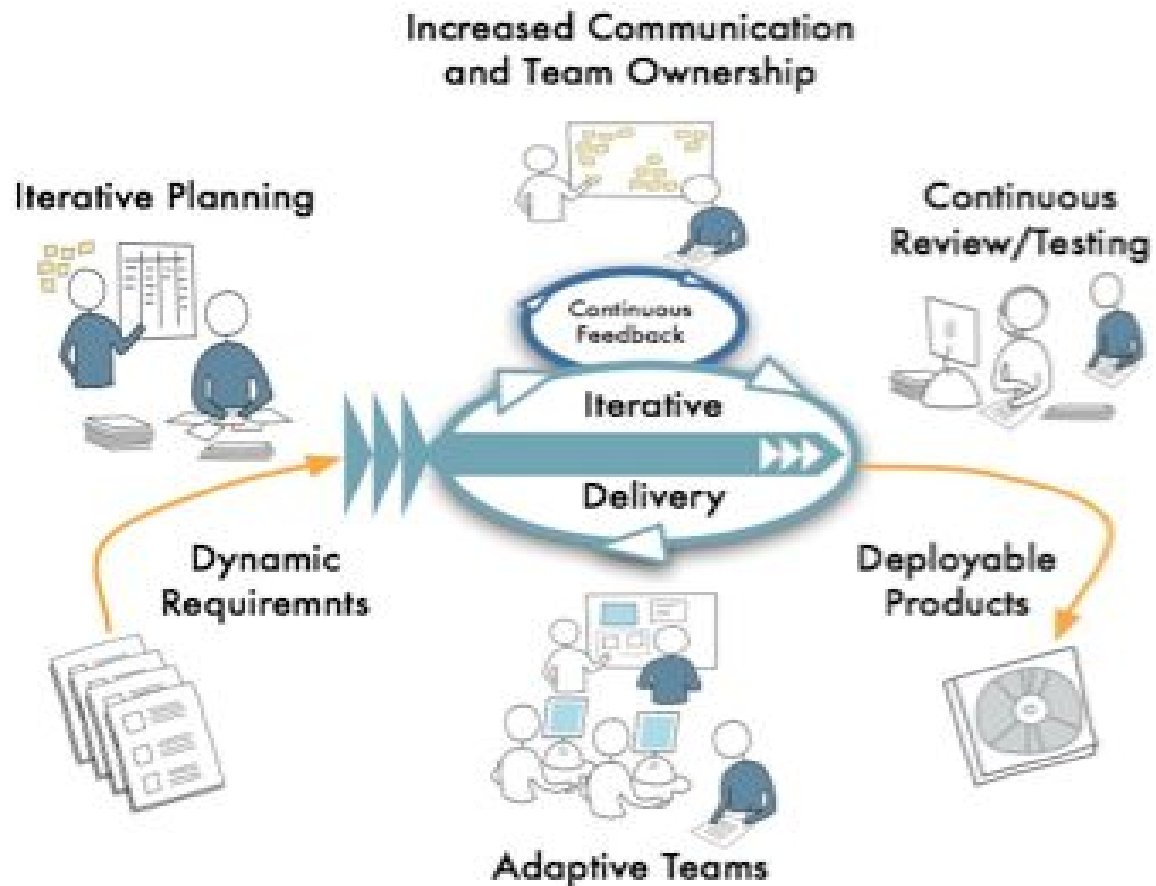 Increased Communication
and Team Ownership
Iterative Planning
Continuous
Review/Testing
Continuous
Feedback
Iterative
Delivery
Dynamic
Requiremnts
Deployable
Products
Adaptive Teams